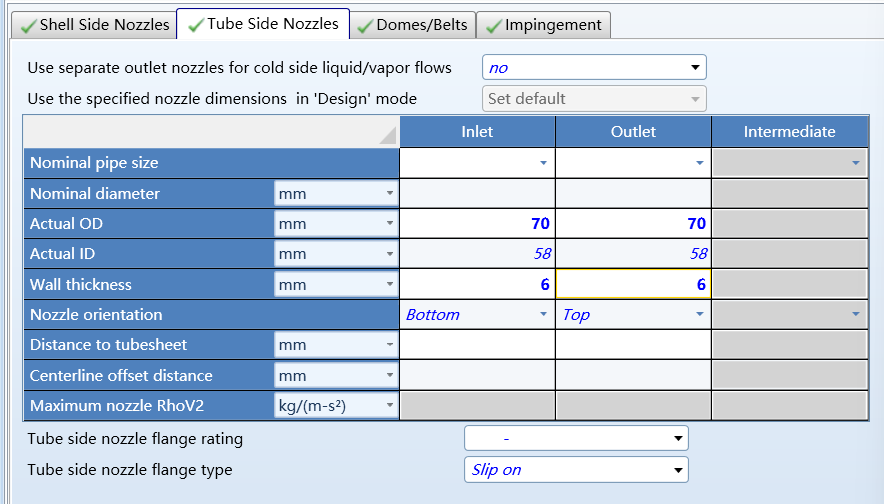 Shell Side Nozzles Tube Side Nozzles Domes/Belts Impingement
Use separate outlet nozzles for cold side liquid/vapor flows no
Use the specified nozzle dimensions in 'Design' mode Set default
Inlet Outlet Intermediate
Nominal pipe size
Nominal diameter mm
Actual OD mm 70 70
Actual ID mm 58 58
Wall thickness mm 6 6
Nozzle orientation Bottom Top
Distance to tubesheet mm
Centerline offset distance mm
Maximum nozzle RhoV2 kg/(m-s²)
Tube side nozzle flange rating -
Tube side nozzle flange type Slip on